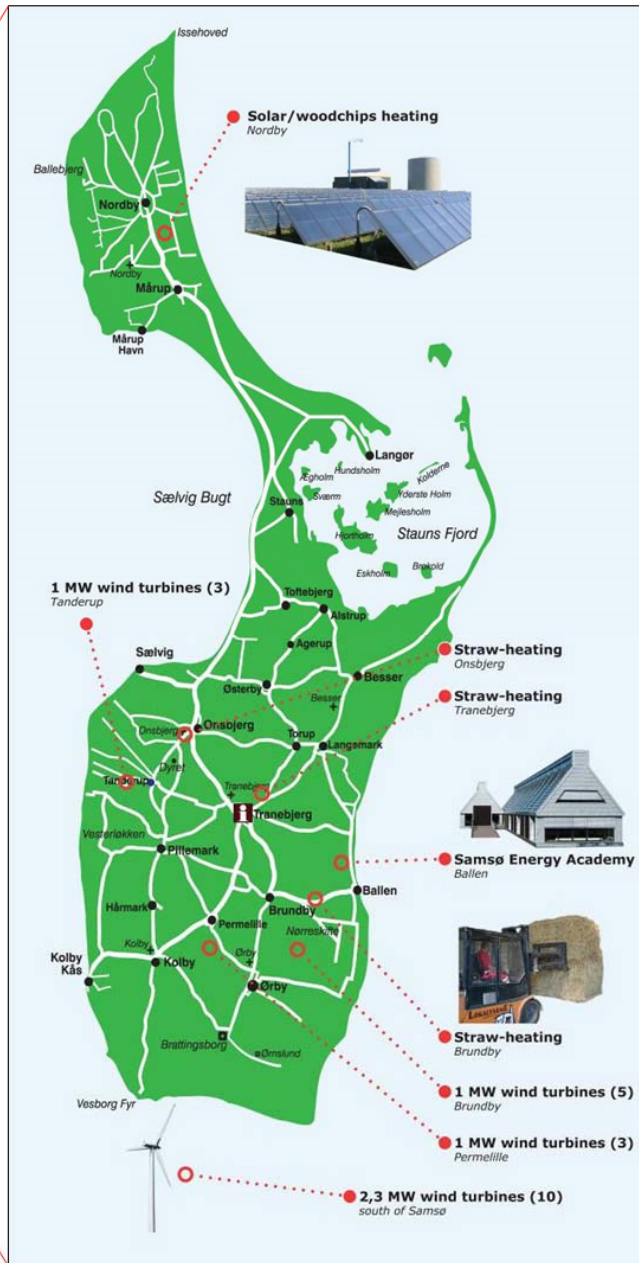 Issehoved
Solar/woodchips heating
Nordby
Ballebjerg
Nordby
Nordby
Mårup
Mårup
Havn
Langør
Kolderne
Hundsholm
Ægholm
Sværm
Yderste Holm
Sælvig Bugt
Stauns
Mejlesholm
Hjortholm
Stauns Fjord
Eskholm
Brokold
1 MW wind turbines (3)
Tanderup
Toftebjerg
Alstrup
Agerup
Sælvig
Straw-heating
Onsbjerg
Besser
Østerby
Besser
Straw-heating
Tranebjerg
Onsbjerg
Onsbjerg
Torup
Langemark
Dyret
Tanderup
Tranebjerg
i
Tranebjerg
Vesterløkken
Pillemark
Samsø Energy Academy
Ballen
Ballen
Brundby
Hårmark
Permelille
Nørreskifte
Kolby
Ørby
Kolby
Kås
Kolby
Ørby
Straw-heating
Brundby
Brattingsborg
Ørnslund
1 MW wind turbines (5)
Brundby
Vesborg Fyr
1 MW wind turbines (3)
Permelille
2,3 MW wind turbines (10)
south of Samsø